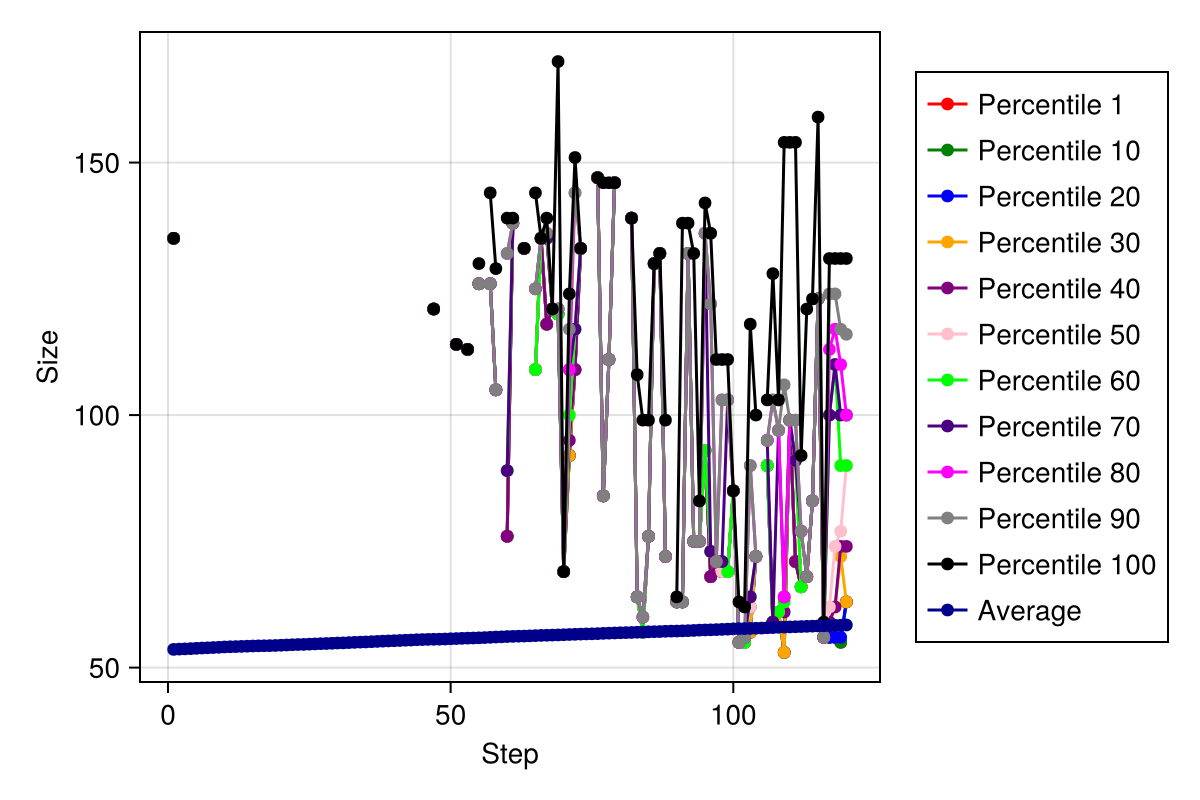 150
100
50
Size
0
50
100
Step
Percentile 1
Percentile 10
Percentile 20
Percentile 30
Percentile 40
Percentile 50
Percentile 60
Percentile 70
Percentile 80
Percentile 90
Percentile 100
Average